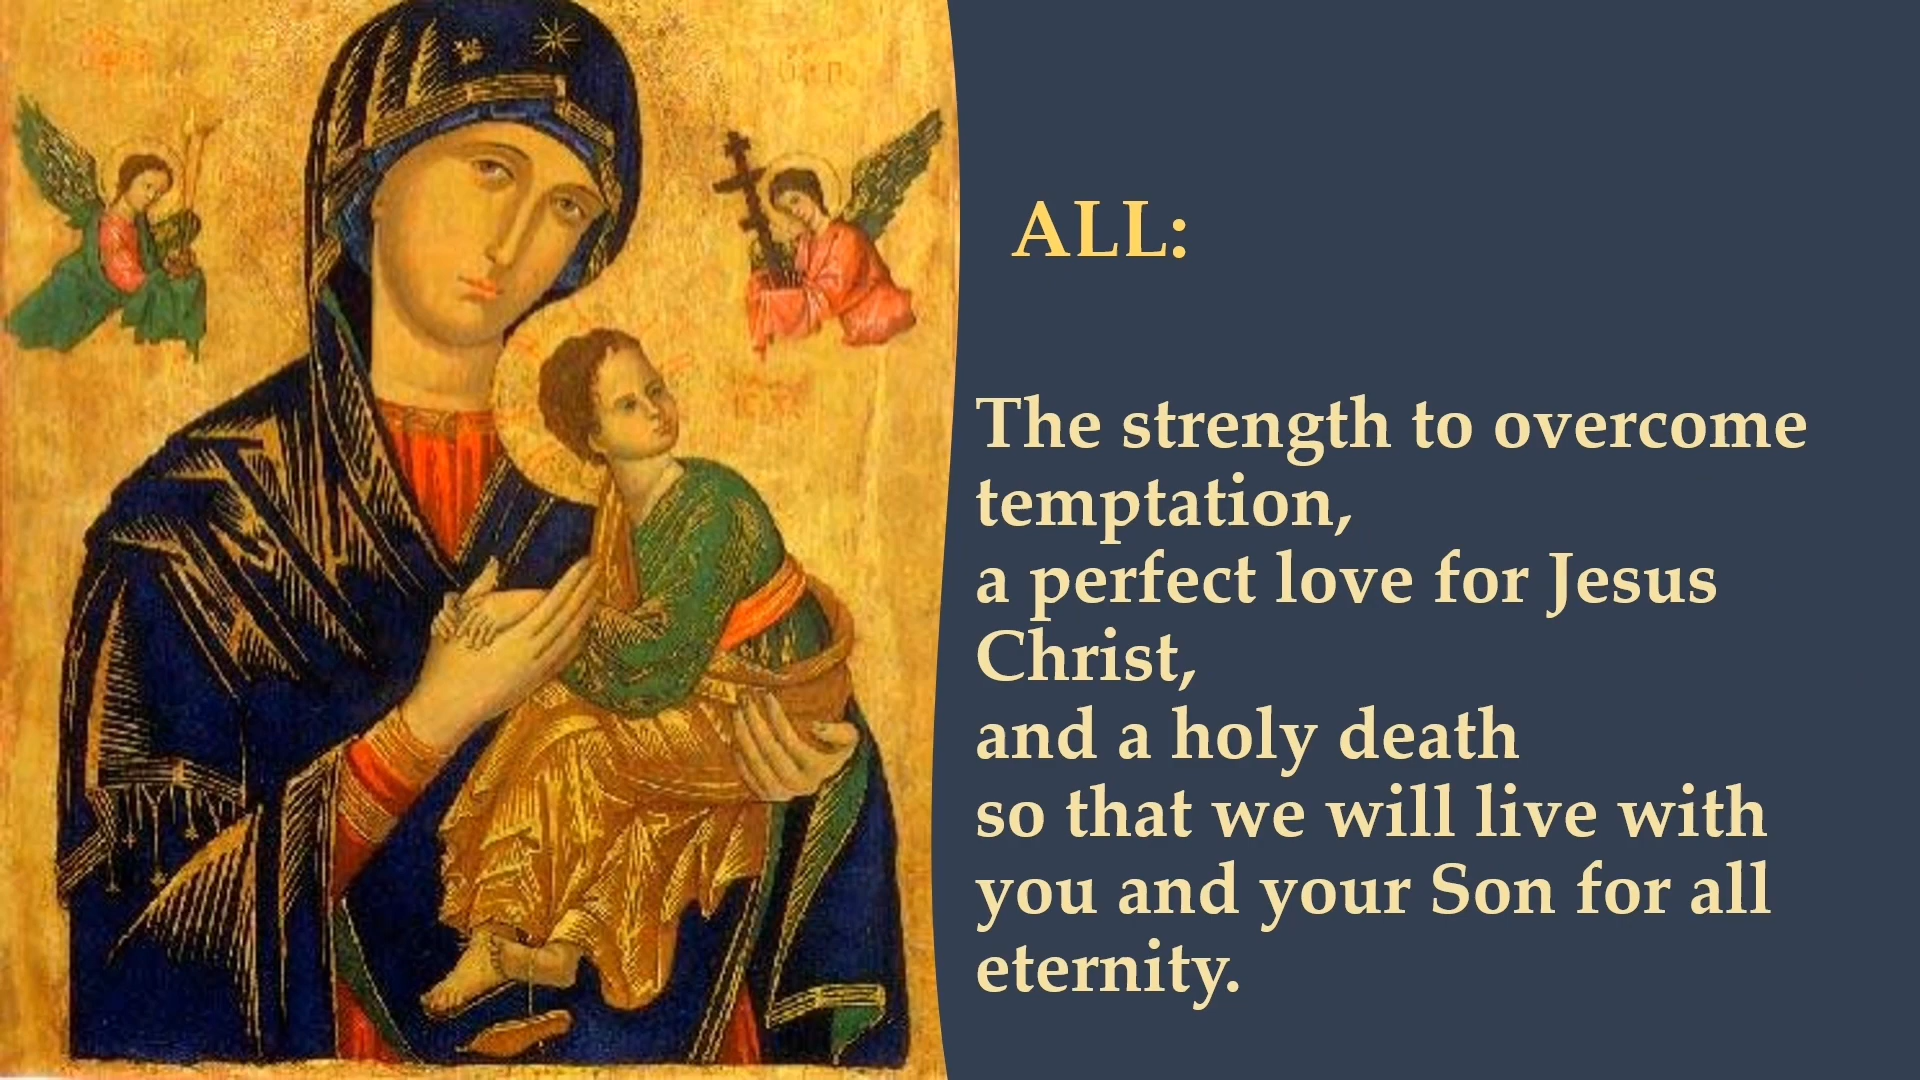 ALL:
The strength to overcome
temptation,
a perfect love for Jesus
Christ,
and a holy death
so that we will live with
you and your Son for all
eternity.